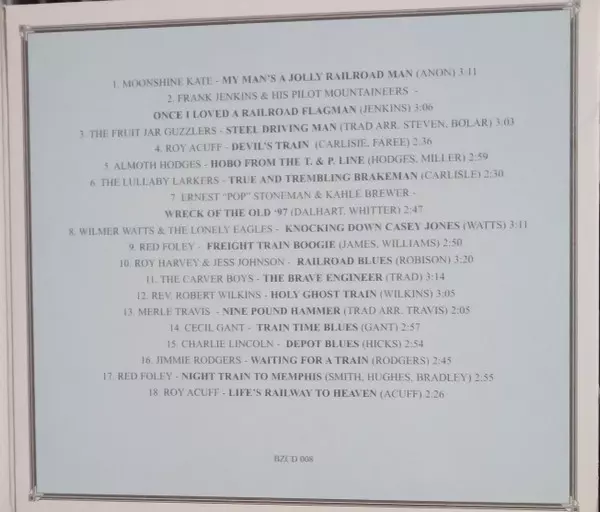 1. MOONSHINE KATE - MY MAN'S A JOLLY RAILROAD MAN (ANON) 3:11
2. FRANK JENKINS & HIS PILOT MOUNTAINEERS -
ONCE I LOVED A RAILROAD FLAGMAN (JENKINS) 3:06
3. THE FRUIT JAR GUZZLERS - STEEL DRIVING MAN (TRAD ARR. STEVEN, BOLAR) 3:03
4. ROY ACUFF - DEVIL'S TRAIN (CARLISIE, FAREE) 2:36
5. ALMOTH HODGES - HOBO FROM THE T. & P. LINE (HODGES, MILLER) 2:59
6. THE LULLABY LARKERS - TRUE AND TREMBLING BRAKEMAN (CARLISLE) 2:30
7. ERNEST "POP" STONEMAN & KAHLE BREWER -
WRECK OF THE OLD '97 (DALHART, WHITTER) 2:47
8. WILMER WATTS & THE LONELY EAGLES - KNOCKING DOWN CASEY JONES (WATTS) 3:11
9. RED FOLEY - FREIGHT TRAIN BOOGIE (JAMES, WILLIAMS) 2:50
10. ROY HARVEY & JESS JOHNSON - RAILROAD BLUES (ROBISON) 3:20
11. THE CARVER BOYS - THE BRAVE ENGINEER (TRAD) 3:14
12. REV. ROBERT WILKINS - HOLY GHOST TRAIN (WILKINS) 3:05
13. MERLE TRAVIS - NINE POUND HAMMER (TRAD ARR. TRAVIS) 2:05
14. CECIL GANT - TRAIN TIME BLUES (GANT) 2:57
15. CHARLIE LINCOLN - DEPOT BLUES (HICKS) 2:54
16. JIMMIE RODGERS - WAITING FOR A TRAIN (RODGERS) 2:45
17. RED FOLEY - NIGHT TRAIN TO MEMPHIS (SMITH, HUGHES, BRADLEY) 2:55
18. ROY ACUFF - LIFE'S RAILWAY TO HEAVEN (ACUFF) 2:26
BZCD 008